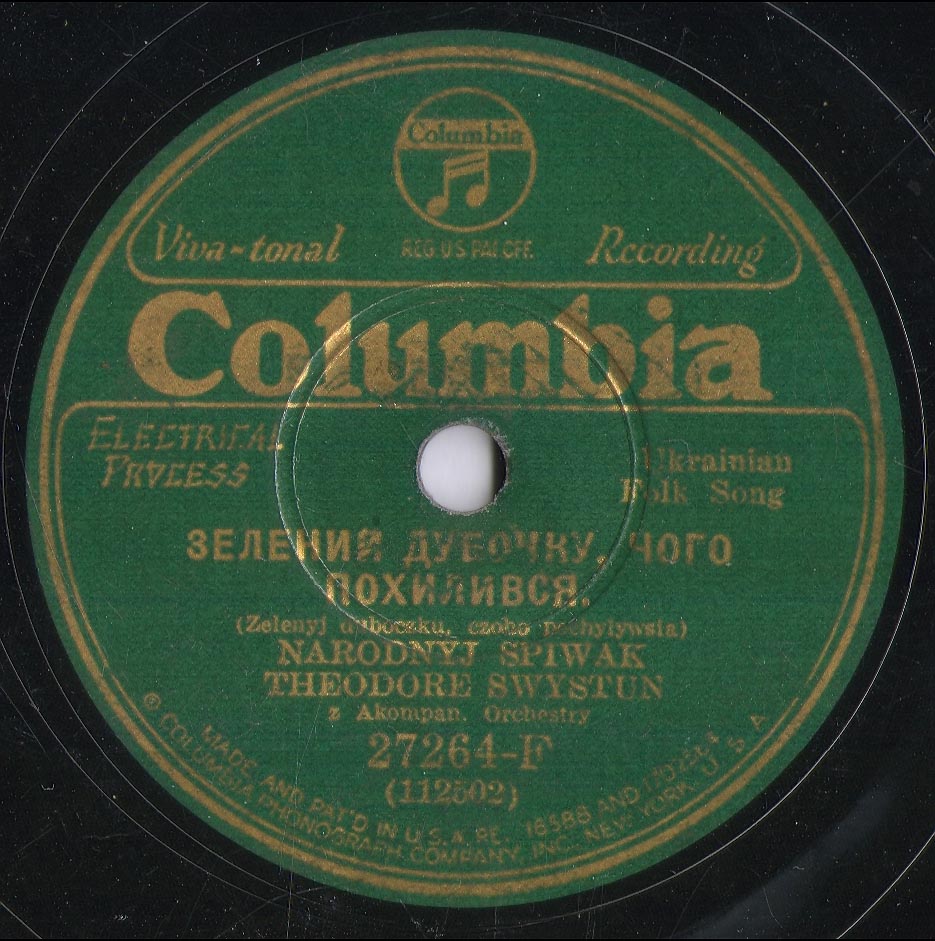 Columbia
REG. U.S. PAT. OFF.
Viva-tonal Recording
Columbia
ELECTRICAL
PROCESS
Ukrainian
Folk Song
ЗЕЛЕНИЙ ДУБОЧКУ, ЧОГО
ПОХИЛИВСЯ.
(Zelenyj duboczku, czoho pochylywsia)
NARODNYJ SPIWAK
THEODORE SWYSTUN
z Akompan. Orchestry
27264-F
(112502)
MADE AND PAT'D IN U.S.A. RE. 16588 AND
® COLUMBIA PHONOGRAPH COMPANY, INC., NEW YORK, U. S. A